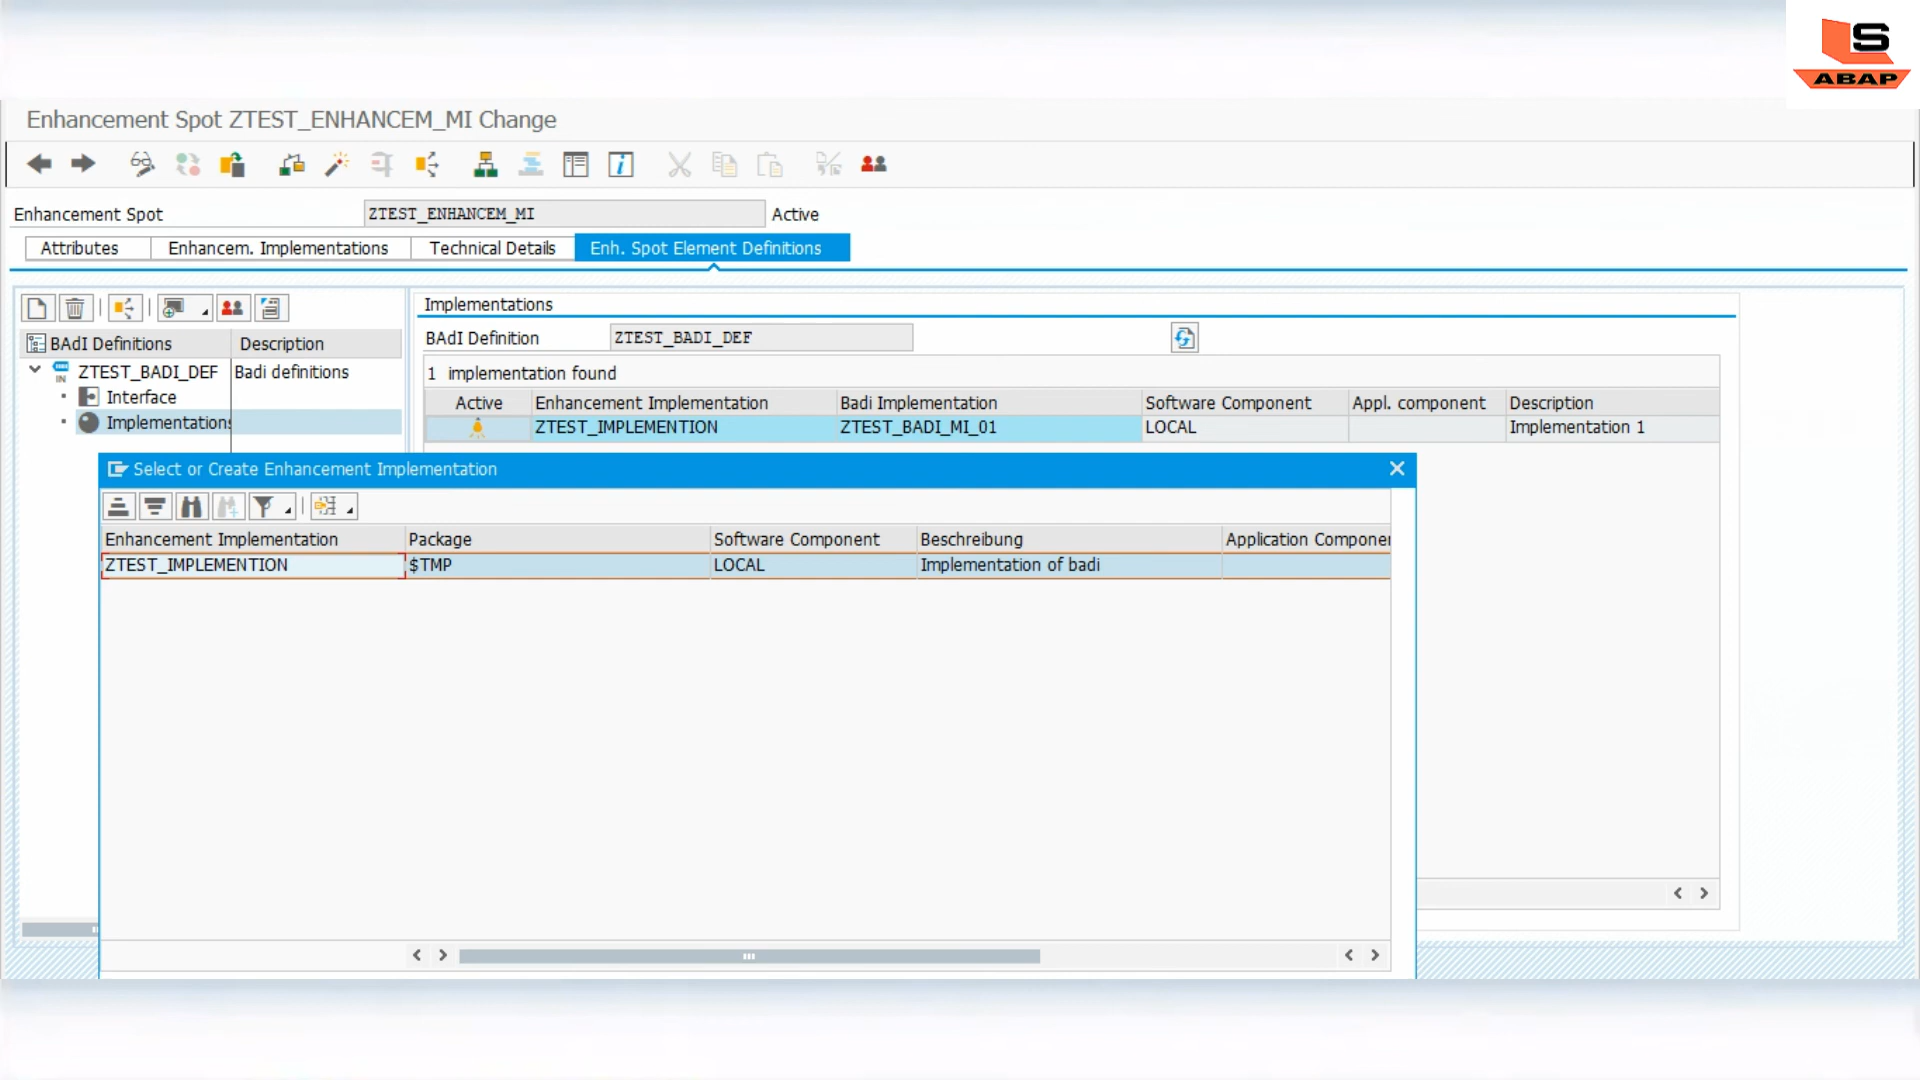 S
ABAP
Enhancement Spot ZTEST_ENHANCEM_MI Change
Enhancement Spot ZTEST_ENHANCEM_MI Active
Attributes Enhancem. Implementations Technical Details Enh. Spot Element Definitions
Implementations
BAdI Definition ZTEST_BADI_DEF
BAdI Definitions Description
ZTEST_BADI_DEF Badi definitions
IN
Interface
Implementations
1 implementation found
Active Enhancement Implementation Badi Implementation Software Component Appl. component Description
ZTEST_IMPLEMENTION ZTEST_BADI_MI_01 LOCAL Implementation 1
Select or Create Enhancement Implementation
Enhancement Implementation Package Software Component Beschreibung Application Componen
ZTEST_IMPLEMENTION $TMP LOCAL Implementation of badi